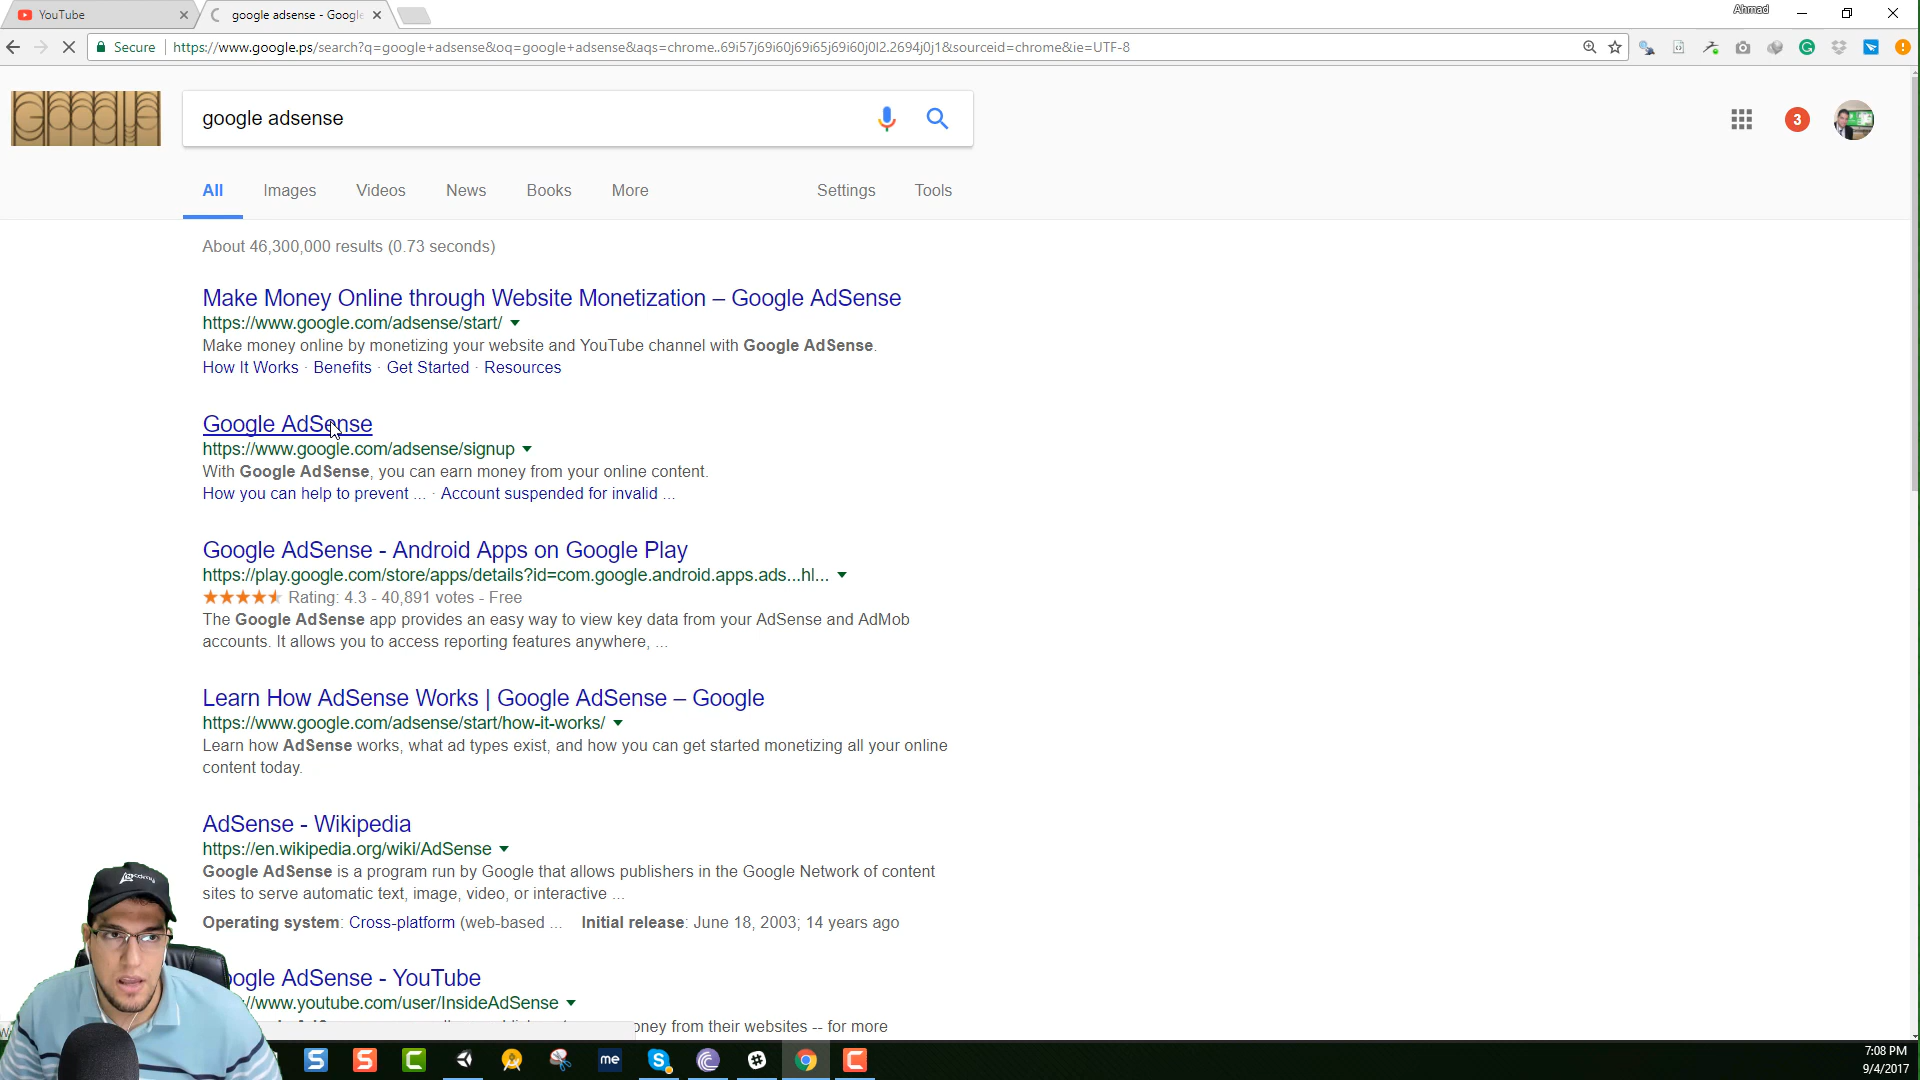 YouTube
google adsense - Google
Ahmad
Secure
https://www.google.ps/search?q=google+adsense&oq=google+adsense&aqs=chrome..69i57j69i60j69i65j69i60j0l2.2694j0j1&sourceid=chrome&ie=UTF-8
Google
google adsense
3
All
Images
Videos
News
Books
More
Settings
Tools
About 46,300,000 results (0.73 seconds)
Make Money Online through Website Monetization – Google AdSense
https://www.google.com/adsense/start/
Make money online by monetizing your website and YouTube channel with Google AdSense.
How It Works · Benefits · Get Started · Resources
Google AdSense
https://www.google.com/adsense/signup
With Google AdSense, you can earn money from your online content.
How you can help to prevent ... · Account suspended for invalid ...
Google AdSense - Android Apps on Google Play
https://play.google.com/store/apps/details?id=com.google.android.apps.ads...hl...
Rating: 4.3 - 40,891 votes - Free
The Google AdSense app provides an easy way to view key data from your AdSense and AdMob
accounts. It allows you to access reporting features anywhere, ...
Learn How AdSense Works | Google AdSense – Google
https://www.google.com/adsense/start/how-it-works/
Learn how AdSense works, what ad types exist, and how you can get started monetizing all your online
content today.
AdSense - Wikipedia
https://en.wikipedia.org/wiki/AdSense
Google AdSense is a program run by Google that allows publishers in the Google Network of content
sites to serve automatic text, image, video, or interactive ...
Operating system: Cross-platform (web-based ... Initial release: June 18, 2003; 14 years ago
ogle AdSense - YouTube
//www.youtube.com/user/InsideAdSense
oney from their websites -- for more
me
7:08 PM
9/4/2017